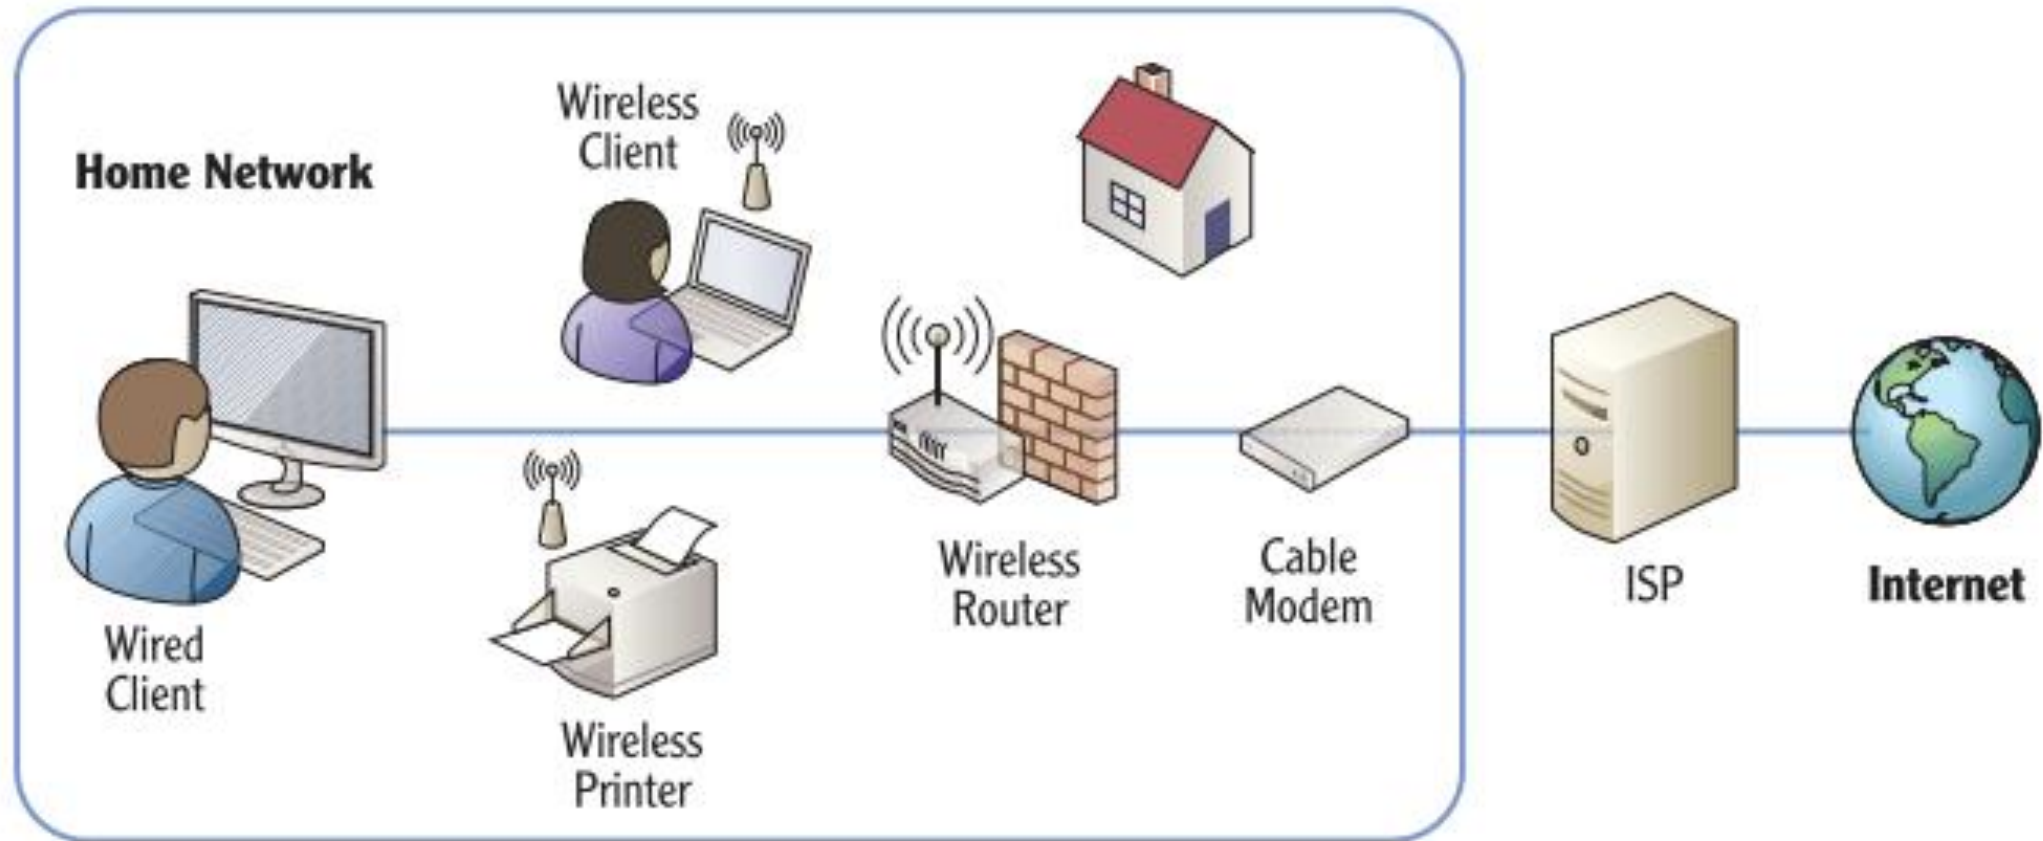 Home Network
Wireless
Client
Wired
Client
Wireless
Printer
Wireless
Router
Cable
Modem
ISP
Internet